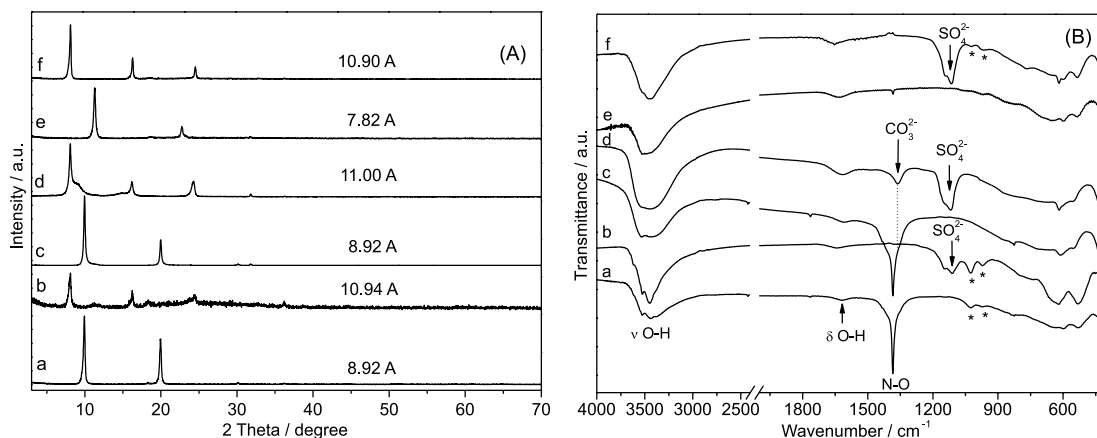 (A)
f
10.90 A
e
7.82 A
d
11.00 A
c
8.92 A
b
10.94 A
a
8.92 A
Intensity / a.u.
10 20 30 40 50 60 70
2 Theta / degree
(B)
f
SO₄²⁻
* *
e
d
CO₃²⁻
SO₄²⁻
c
b
SO₄²⁻
* *
a
* *
ν O-H
δ O-H
N-O
Transmittance / a.u.
4000 3500 3000 2500 1800 1500 1200 900 600
Wavenumber / cm⁻¹